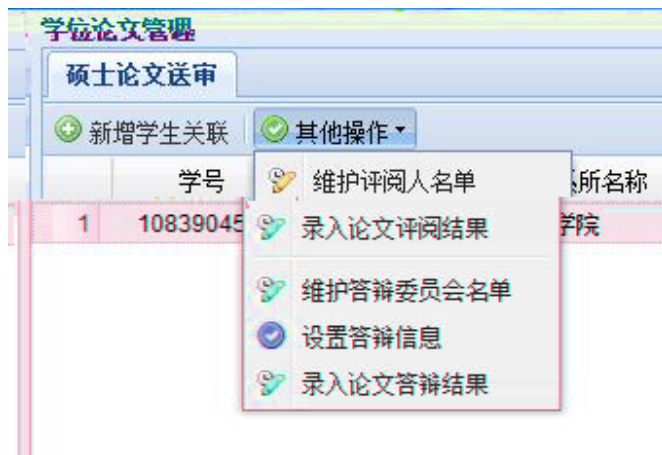 学位论文管理
硕士论文送审
新增学生关联 其他操作
学号 所名称
维护评阅人名单
1 10839045 学院
录入论文评阅结果
维护答辩委员会名单
设置答辩信息
录入论文答辩结果